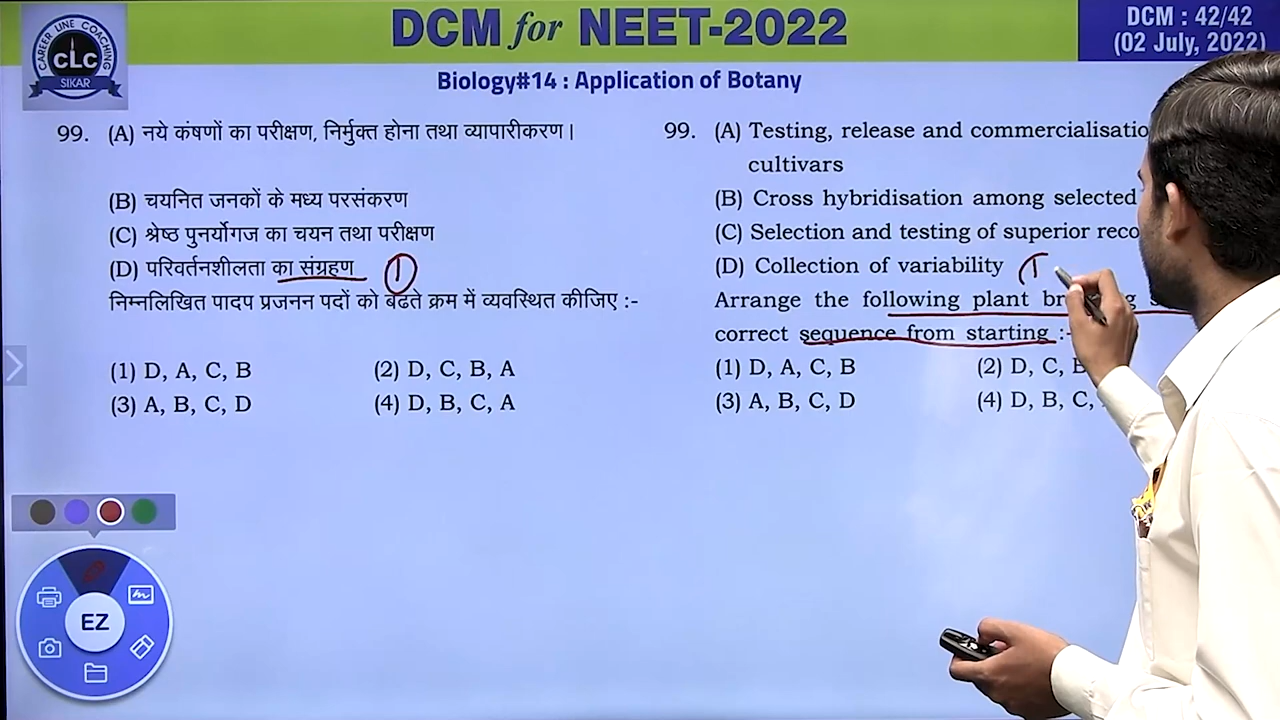 CAREER LINE COACHING
CLC
SIKAR
DCM for NEET-2022
DCM : 42/42
(02 July, 2022)
Biology#14 : Application of Botany
99. (A) नये कंषणों का परीक्षण, निर्मुक्त होना तथा व्यापारीकरण।
(B) चयनित जनकों के मध्य परसंकरण
(C) श्रेष्ठ पुनर्योगज का चयन तथा परीक्षण
(D) परिवर्तनशीलता का संग्रहण 1
निम्नलिखित पादप प्रजनन पदों को बढते क्रम में व्यवस्थित कीजिए :-
(1) D, A, C, B (2) D, C, B, A
(3) A, B, C, D (4) D, B, C, A
99. (A) Testing, release and
cultivars
(B) Cross hybridisation among selected
(C) Selection and testing of superior
(D) Collection of variability
Arrange the following plant
correct sequence from starting :-
(1) D, A, C, B (2) D, C, B
(3) A, B, C, D (4) D, B, C,
EZ